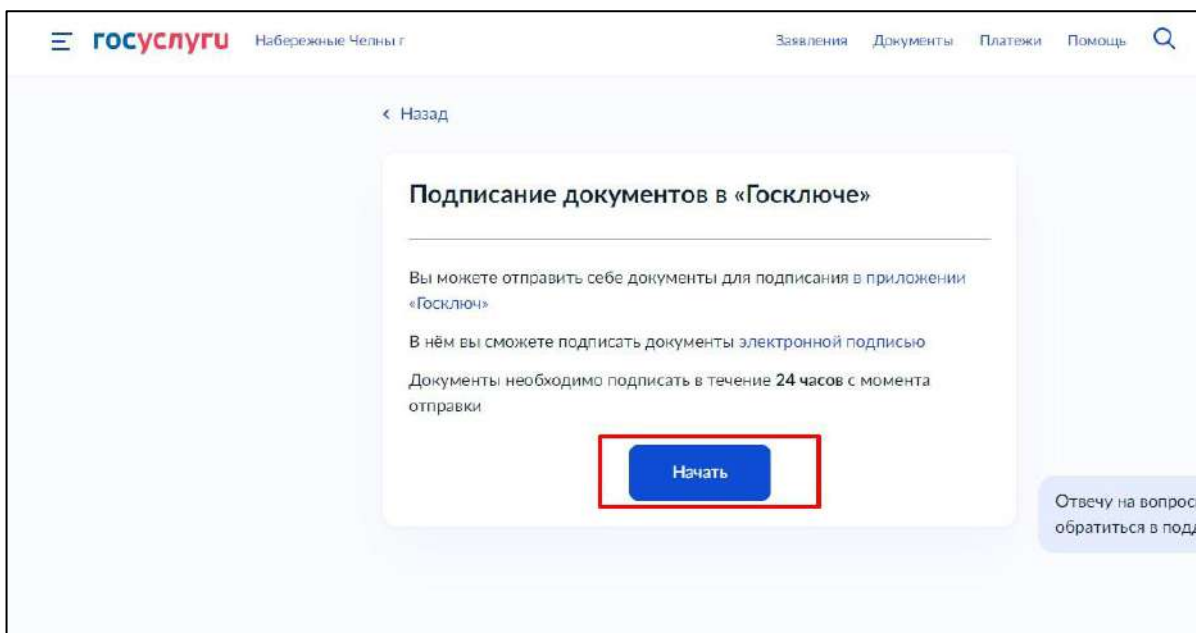 госуслуги Набережные Челны г Заявления Документы Платежи Помощь
Назад
Подписание документов в «Госключе»
Вы можете отправить себе документы для подписания в приложении
«Госключ»
В нём вы сможете подписать документы электронной подписью
Документы необходимо подписать в течение 24 часов с момента
отправки
Начать
Отвечу на вопрос
обратиться в под